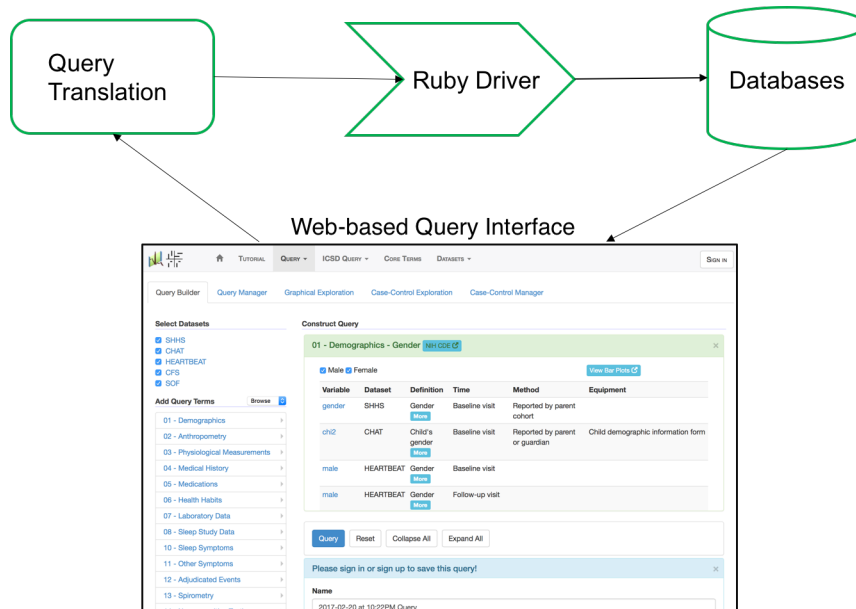 Query
Translation
Ruby Driver
Databases
Web-based Query Interface
TUTORIAL QUERY ICSD QUERY CORE TERMS DATASETS SIGN IN
Query Builder Query Manager Graphical Exploration Case-Control Exploration Case-Control Manager
Select Datasets
SHHS
CHAT
HEARTBEAT
CFS
SOF
Add Query Terms Browse
01 - Demographics
02 - Anthropometry
03 - Physiological Measurements
04 - Medical History
05 - Medications
06 - Health Habits
07 - Laboratory Data
08 - Sleep Study Data
10 - Sleep Symptoms
11 - Other Symptoms
12 - Adjudicated Events
13 - Spirometry
Construct Query
01 - Demographics - Gender NIH CDE ×
Male Female View Bar Plots
Variable Dataset Definition Time Method Equipment
gender SHHS Gender Baseline visit Reported by parent
More cohort
chi2 CHAT Child's Baseline visit Reported by parent Child demographic information form
gender or guardian
More
male HEARTBEAT Gender Baseline visit
More
male HEARTBEAT Gender Follow-up visit
More
Query Reset Collapse All Expand All
Please sign in or sign up to save this query! ×
Name
2017-02-20 at 10:22PM Query